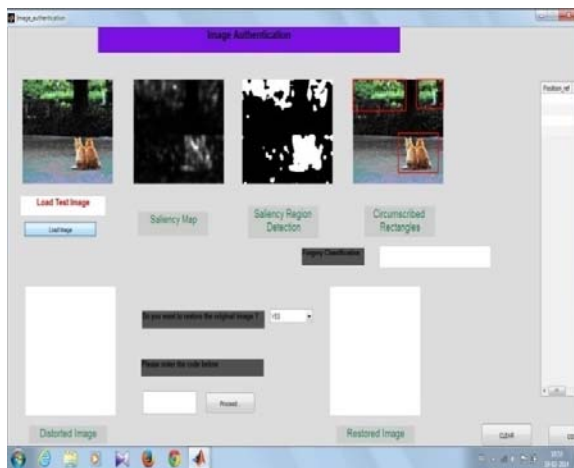 Image_authentication
Image Authentication
Position_ref
Load Test Image
Load Image
Saliency Map
Saliency Region
Detection
Circumscribed
Rectangles
Forgery Classification
Do you want to restore the original image ?
YES
Please enter the code below
Proceed..
Distorted Image
Restored Image
CLEAR